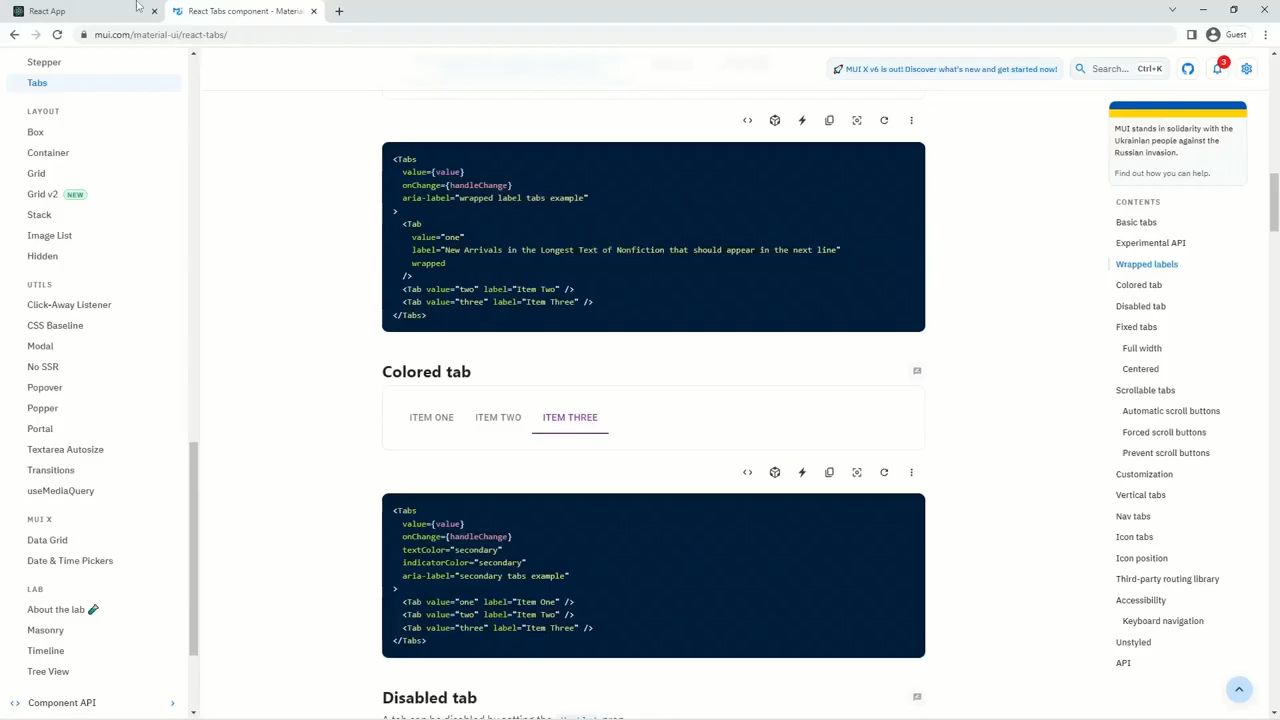 React App
React Tabs component - Material
mui.com/material-ui/react-tabs/
Guest
Stepper
Tabs
LAYOUT
Box
Container
Grid
Grid v2 NEW
Stack
Image List
Hidden
UTILS
Click-Away Listener
CSS Baseline
Modal
No SSR
Popover
Popper
Portal
Textarea Autosize
Transitions
useMediaQuery
MUI X
Data Grid
Date & Time Pickers
LAB
About the lab
Masonry
Timeline
Tree View
Component API
MUI X v6 is out! Discover what's new and get started now!
Search... Ctrl+K
3
<Tabs
value={value}
onChange={handleChange}
aria-label="wrapped label tabs example"
>
<Tab
value="one"
label="New Arrivals in the Longest Text of Nonfiction that should appear in the next line"
wrapped
/>
<Tab value="two" label="Item Two" />
<Tab value="three" label="Item Three" />
</Tabs>
Colored tab
ITEM ONE ITEM TWO ITEM THREE
<Tabs
value={value}
onChange={handleChange}
textColor="secondary"
indicatorColor="secondary"
aria-label="secondary tabs example"
>
<Tab value="one" label="Item One" />
<Tab value="two" label="Item Two" />
<Tab value="three" label="Item Three" />
</Tabs>
Disabled tab
A tab can be disabled by setting the disabled prop.
MUI stands in solidarity with the
Ukrainian people against the
Russian invasion.
Find out how you can help.
CONTENTS
Basic tabs
Experimental API
Wrapped labels
Colored tab
Disabled tab
Fixed tabs
Full width
Centered
Scrollable tabs
Automatic scroll buttons
Forced scroll buttons
Prevent scroll buttons
Customization
Vertical tabs
Nav tabs
Icon tabs
Icon position
Third-party routing library
Accessibility
Keyboard navigation
Unstyled
API